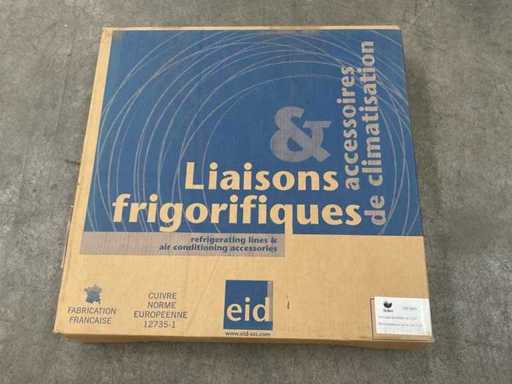 &
accessoires
de climatisation
Liaisons
frigorifiques
refrigerating lines &
air conditioning accessories
FABRICATION
FRANCAISE
CUIVRE
NORME
EUROPEENNE
12735-1
eid
www.eid-sas.com